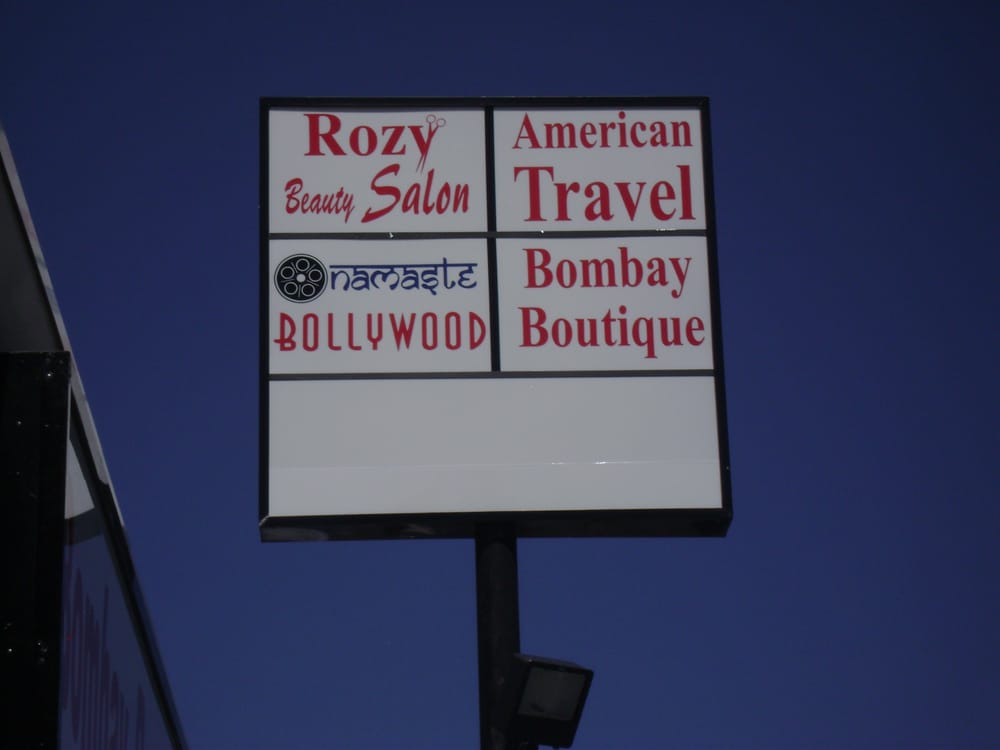 Rozy
Beauty Salon
American
Travel
namaste
BOLLYWOOD
Bombay
Boutique